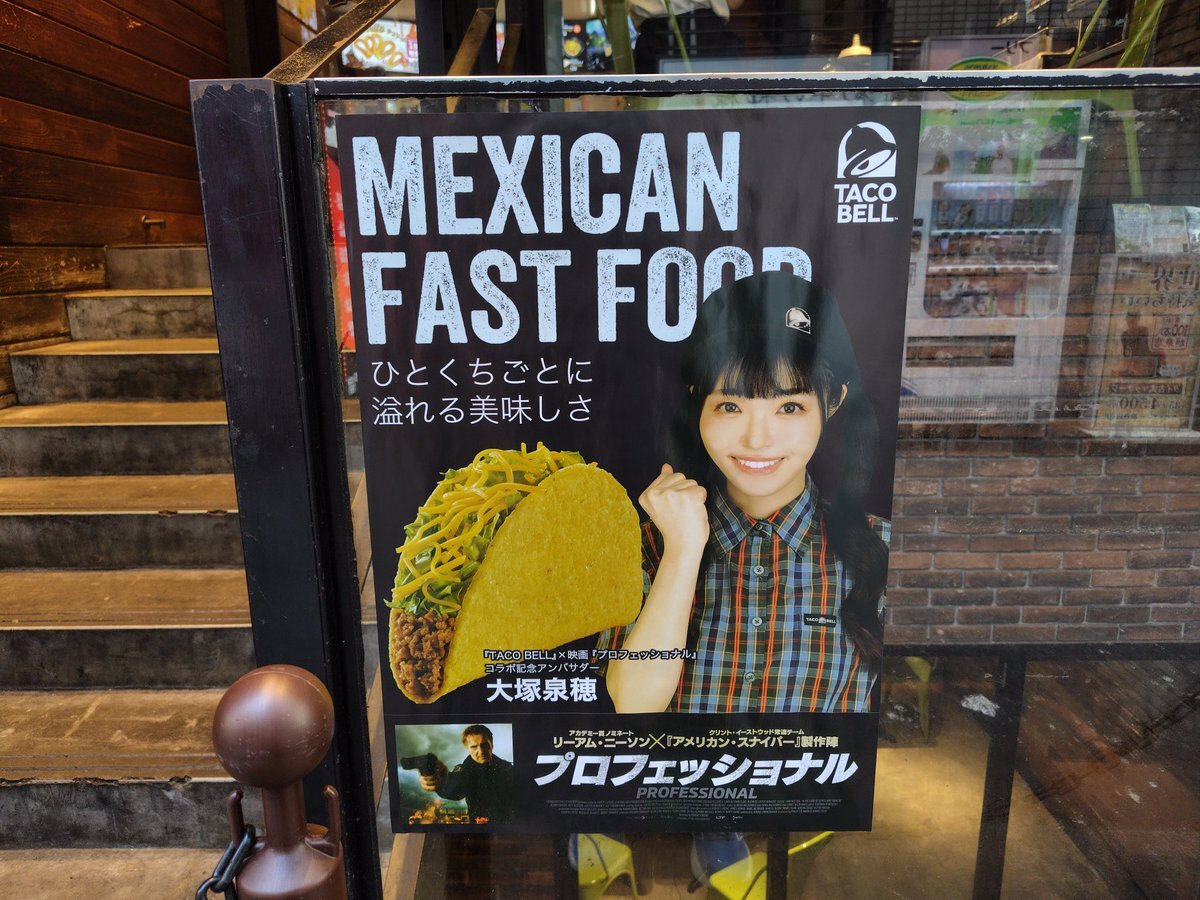 MEXICAN
FAST FOOD
TACO
BELL
ひとくちごとに
溢れる美味しさ
TACO BELL
『TACO BELL』×映画『プロフェッショナル』
コラボ記念アンバサダー
大塚泉穂
アカデミー賞 ノミネート
リーアム・ニーソン×
クリント・イーストウッド常連チーム
『アメリカン・スナイパー』製作陣
プロフェッショナル
PROFESSIONAL